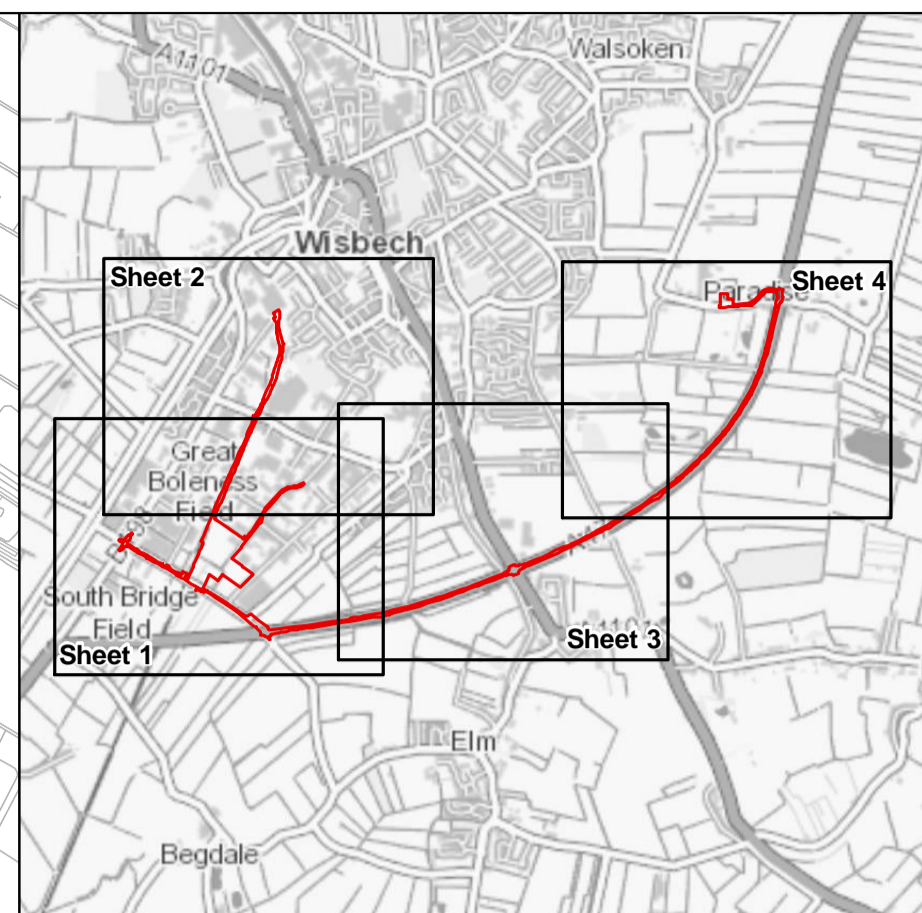 Walsoken
A1101
Wisbech
Sheet 2
Sheet 4
Paradise
Great
Boleness
Field
South Bridge
Field
Sheet 1
Sheet 3
Elm
Begdale